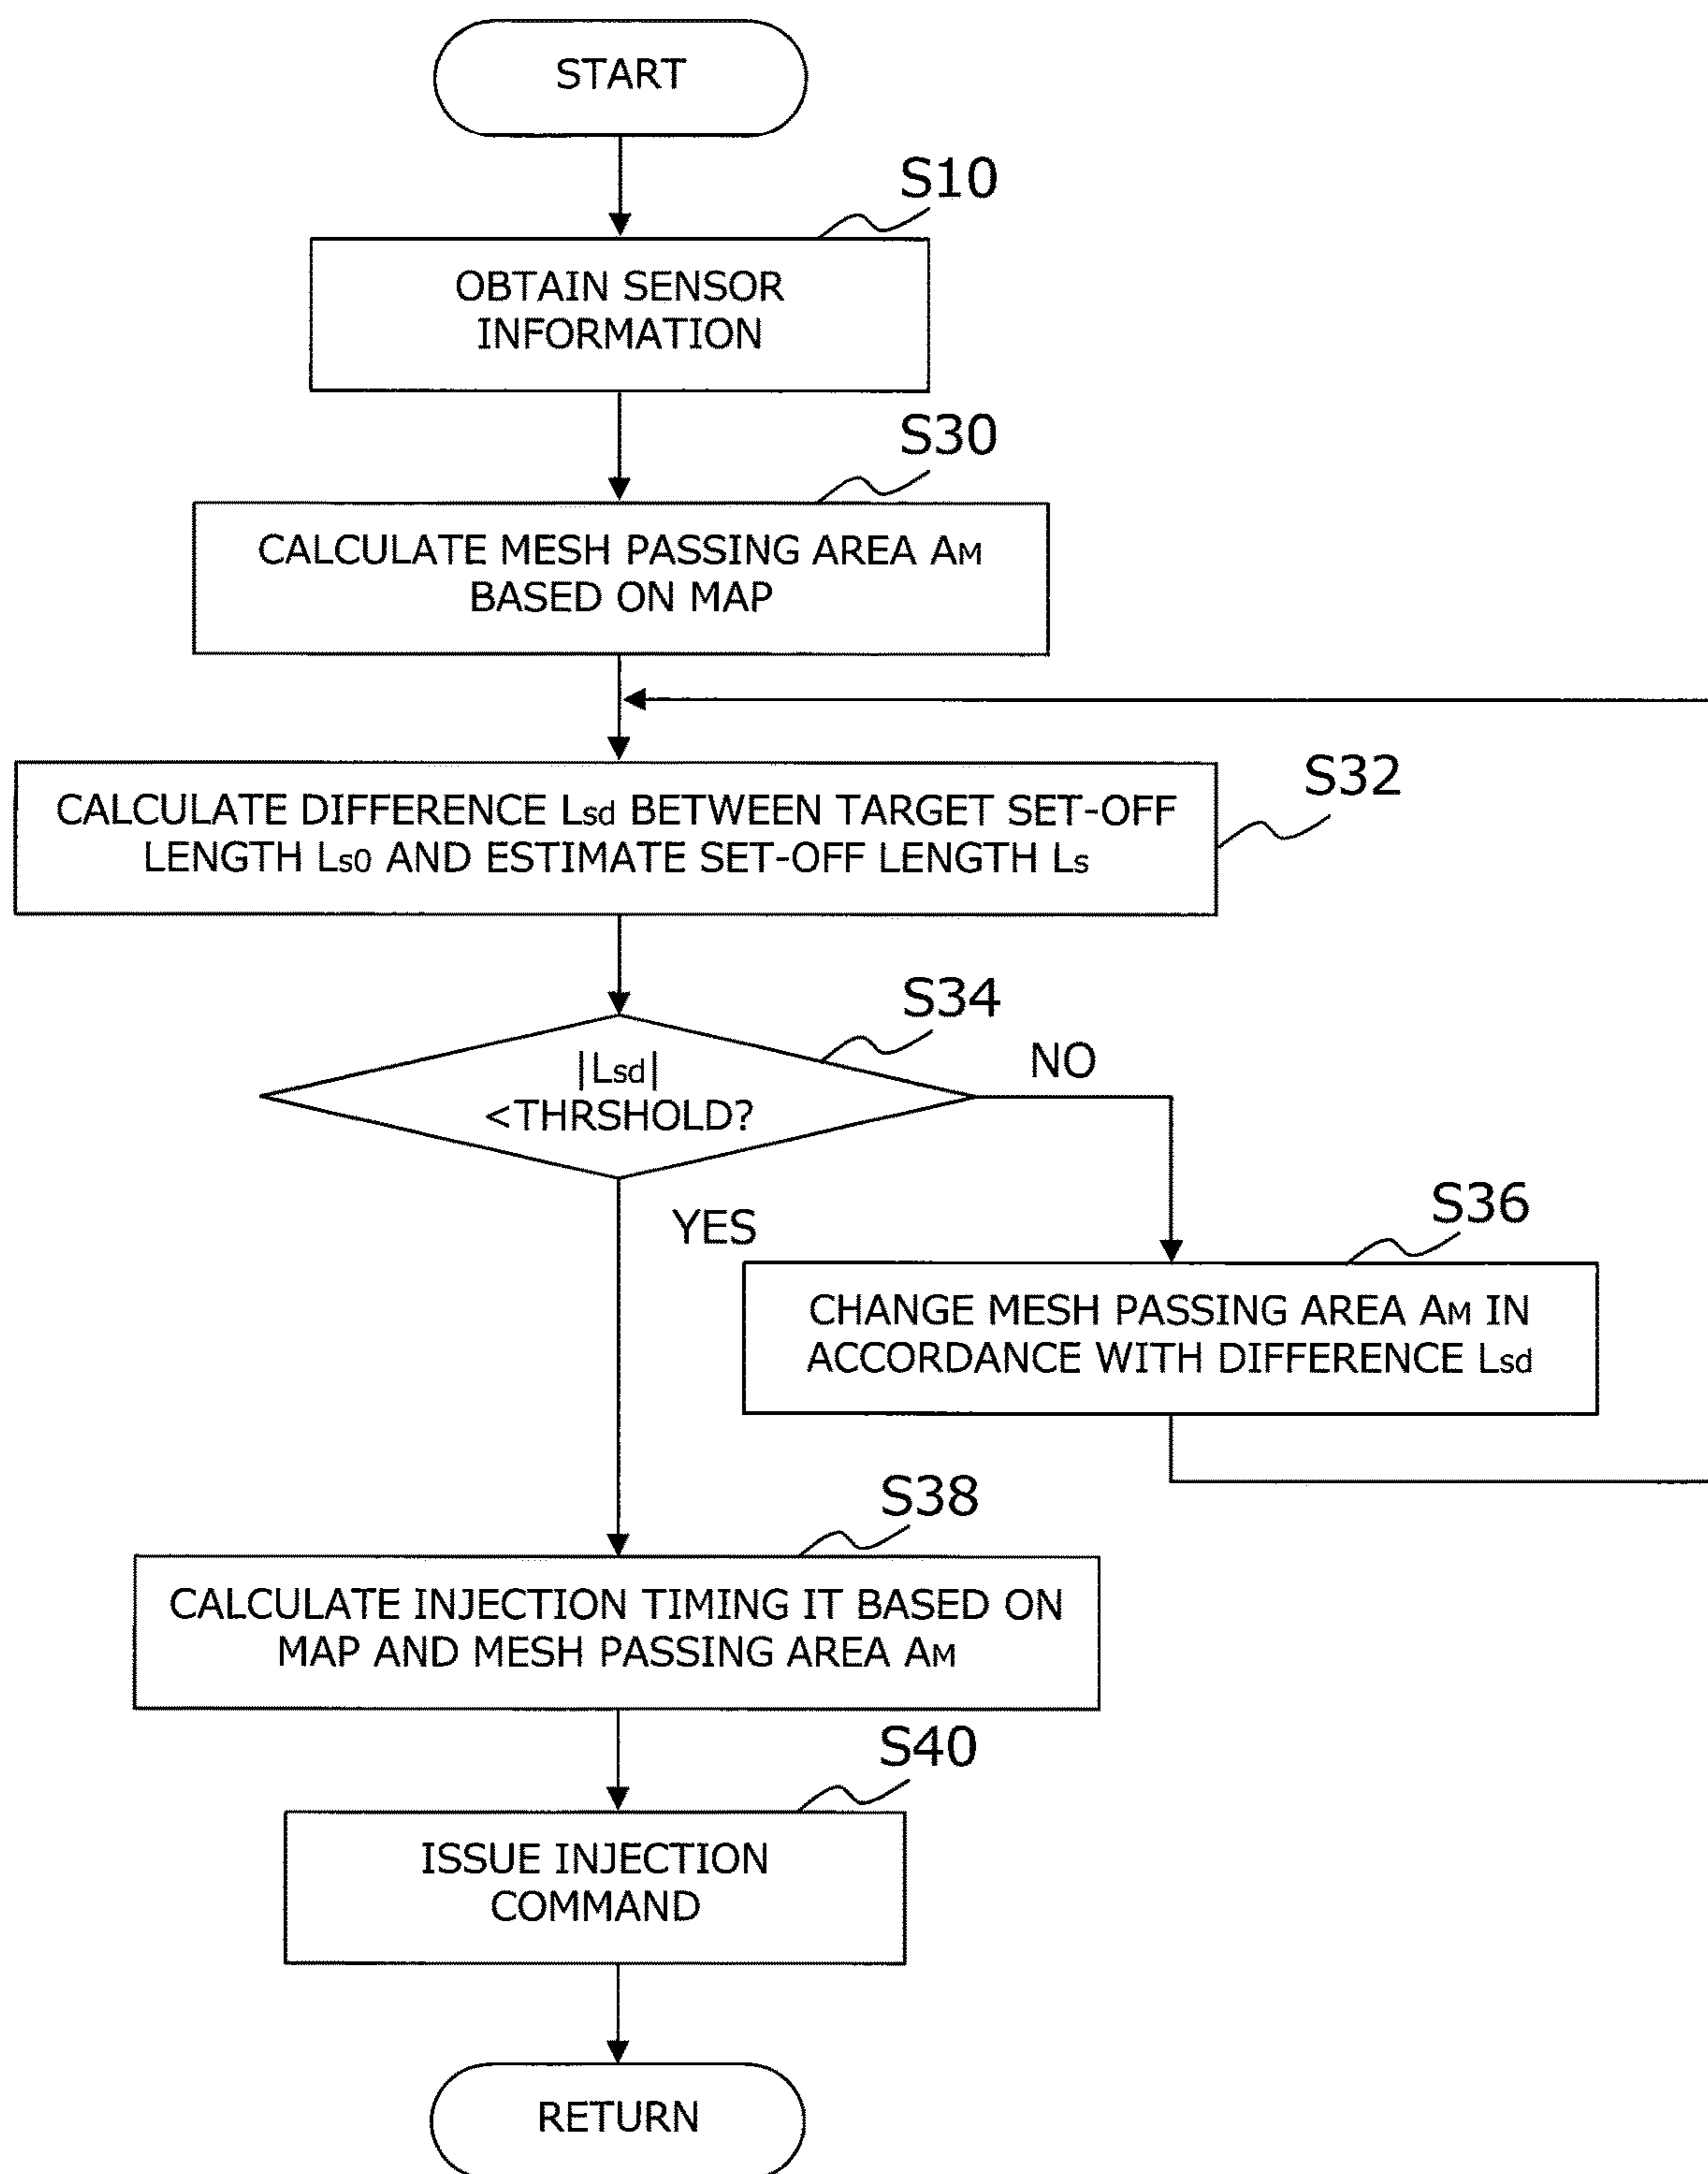 START
S10
OBTAIN SENSOR
INFORMATION
S30
CALCULATE MESH PASSING AREA AM
BASED ON MAP
S32
CALCULATE DIFFERENCE Lsd BETWEEN TARGET SET-OFF
LENGTH Ls0 AND ESTIMATE SET-OFF LENGTH Ls
S34
|Lsd|
<THRSHOLD?
NO
YES
S36
CHANGE MESH PASSING AREA AM IN
ACCORDANCE WITH DIFFERENCE Lsd
S38
CALCULATE INJECTION TIMING IT BASED ON
MAP AND MESH PASSING AREA AM
S40
ISSUE INJECTION
COMMAND
RETURN